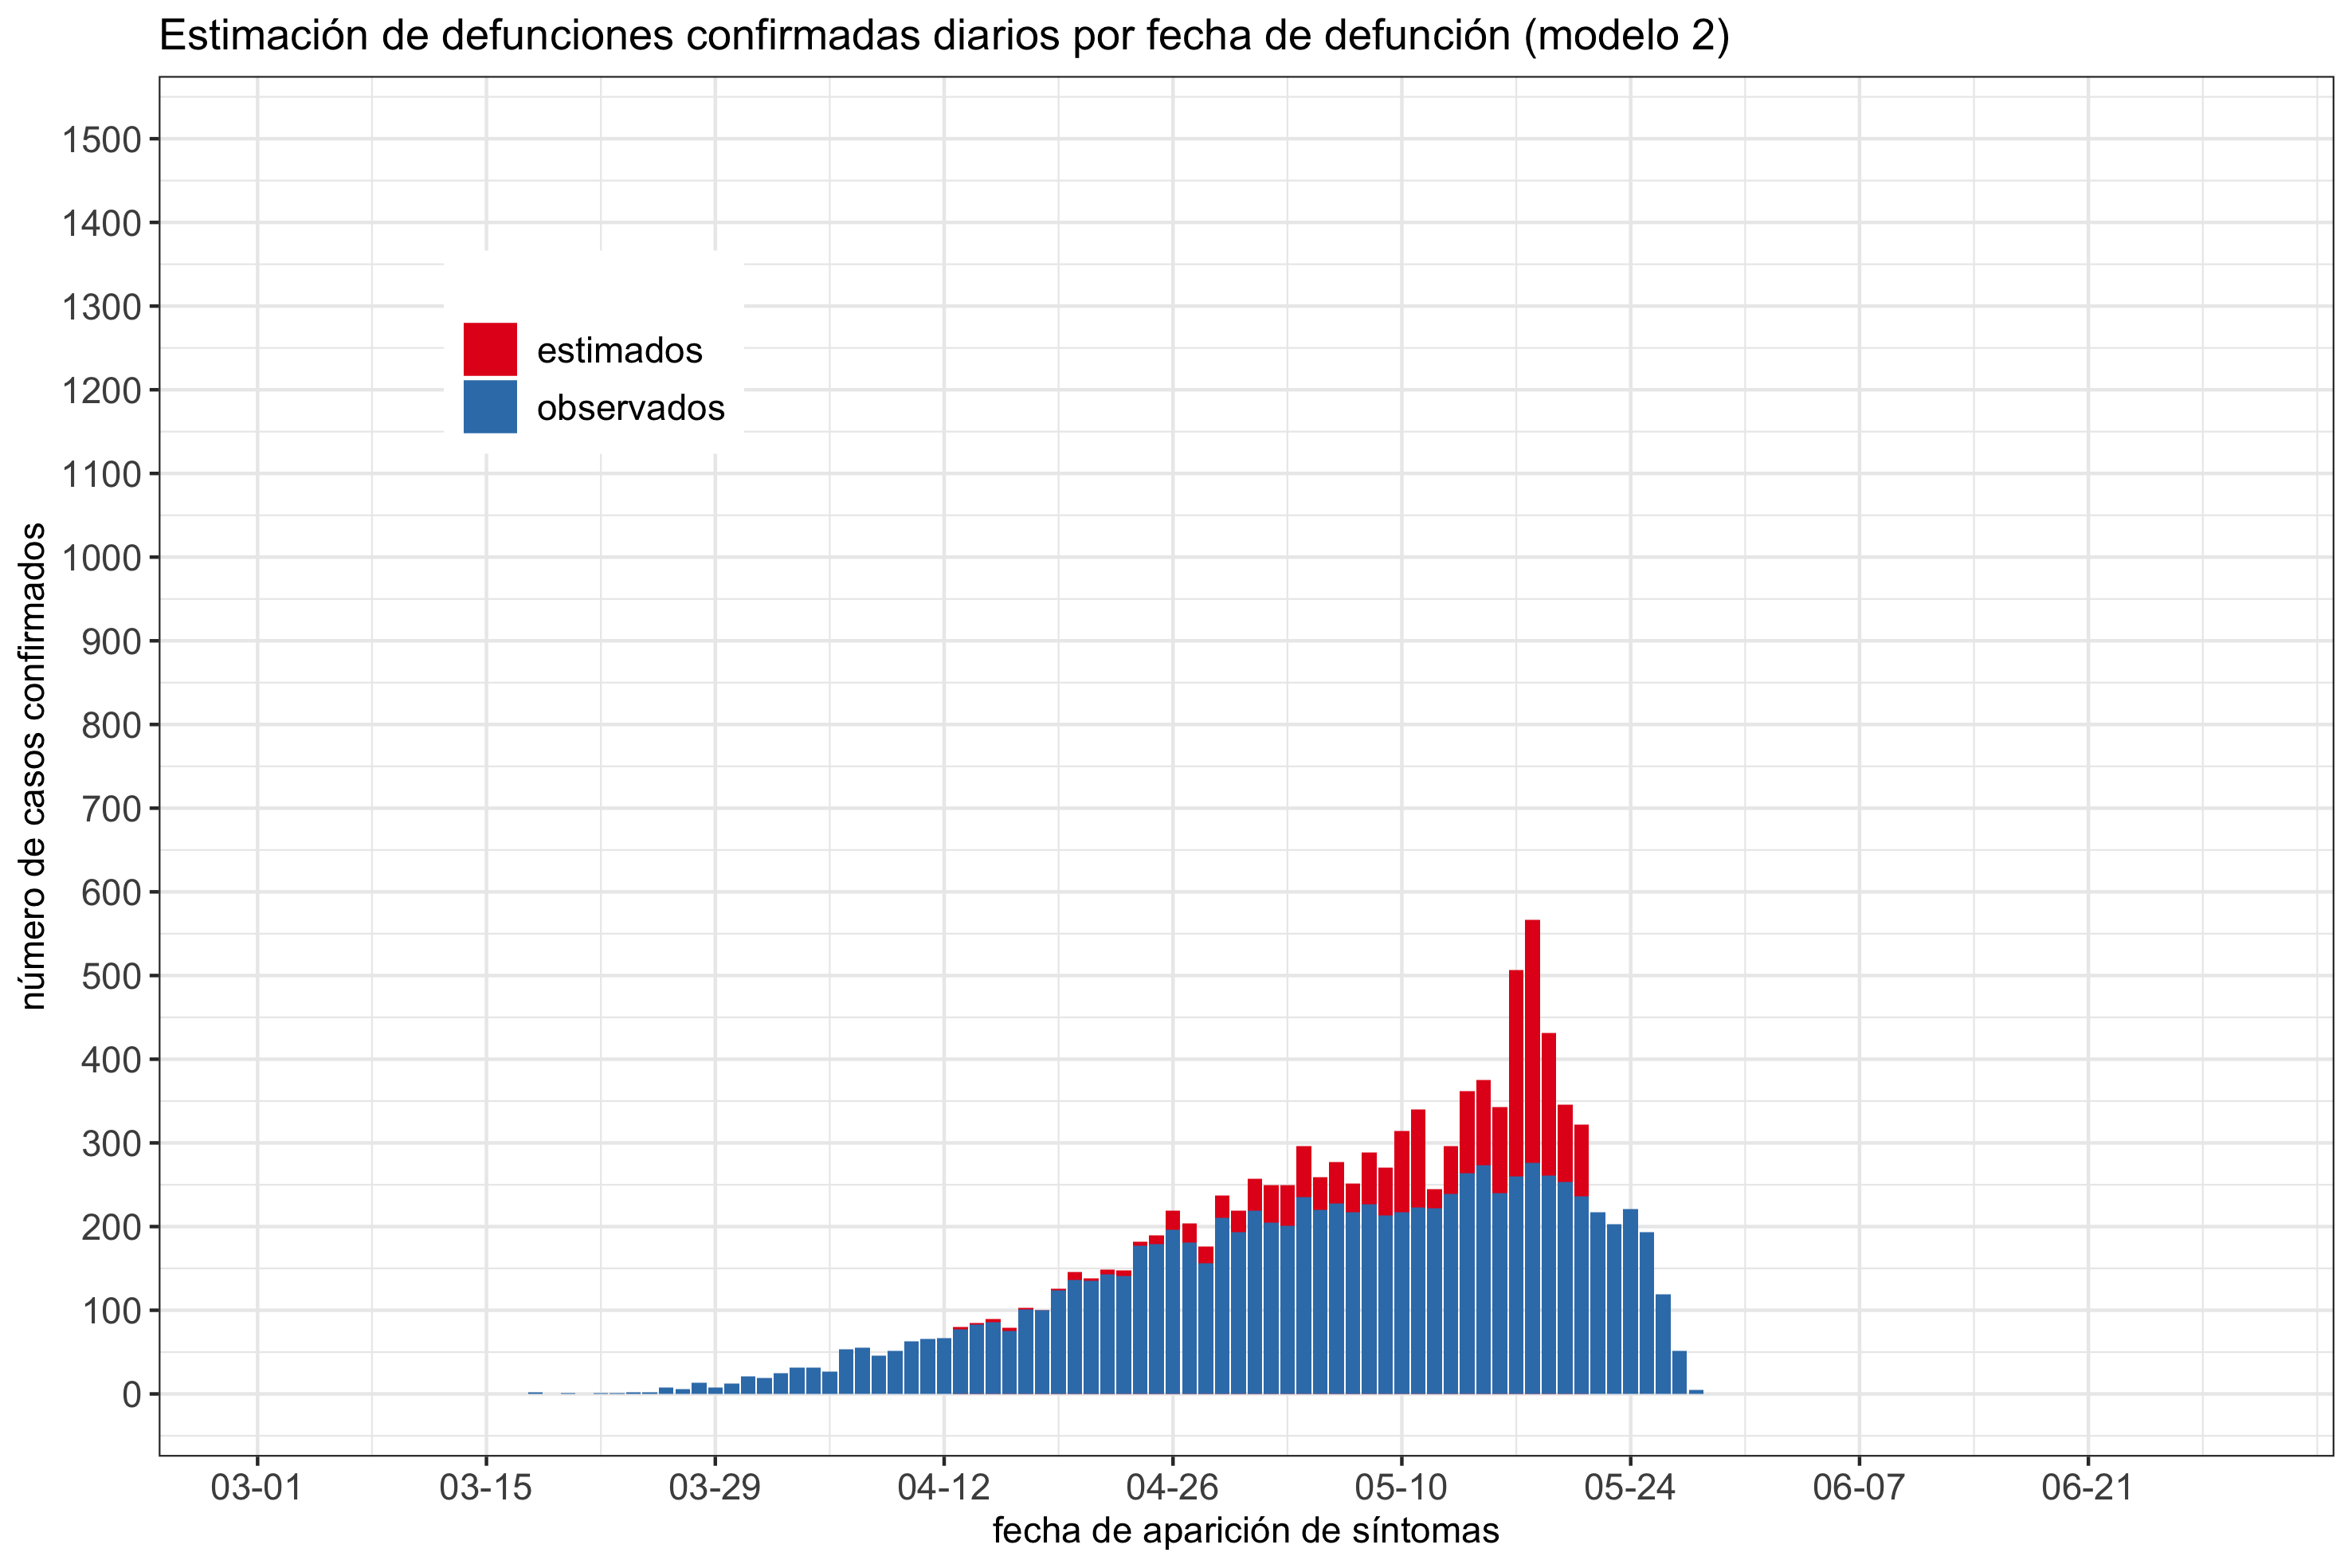 Estimación de defunciones confirmadas diarios por fecha de defunción (modelo 2)
número de casos confirmados
1500
1400
1300
1200
1100
1000
900
800
700
600
500
400
300
200
100
0
estimados
observados
03-01 03-15 03-29 04-12 04-26 05-10 05-24 06-07 06-21
fecha de aparición de síntomas